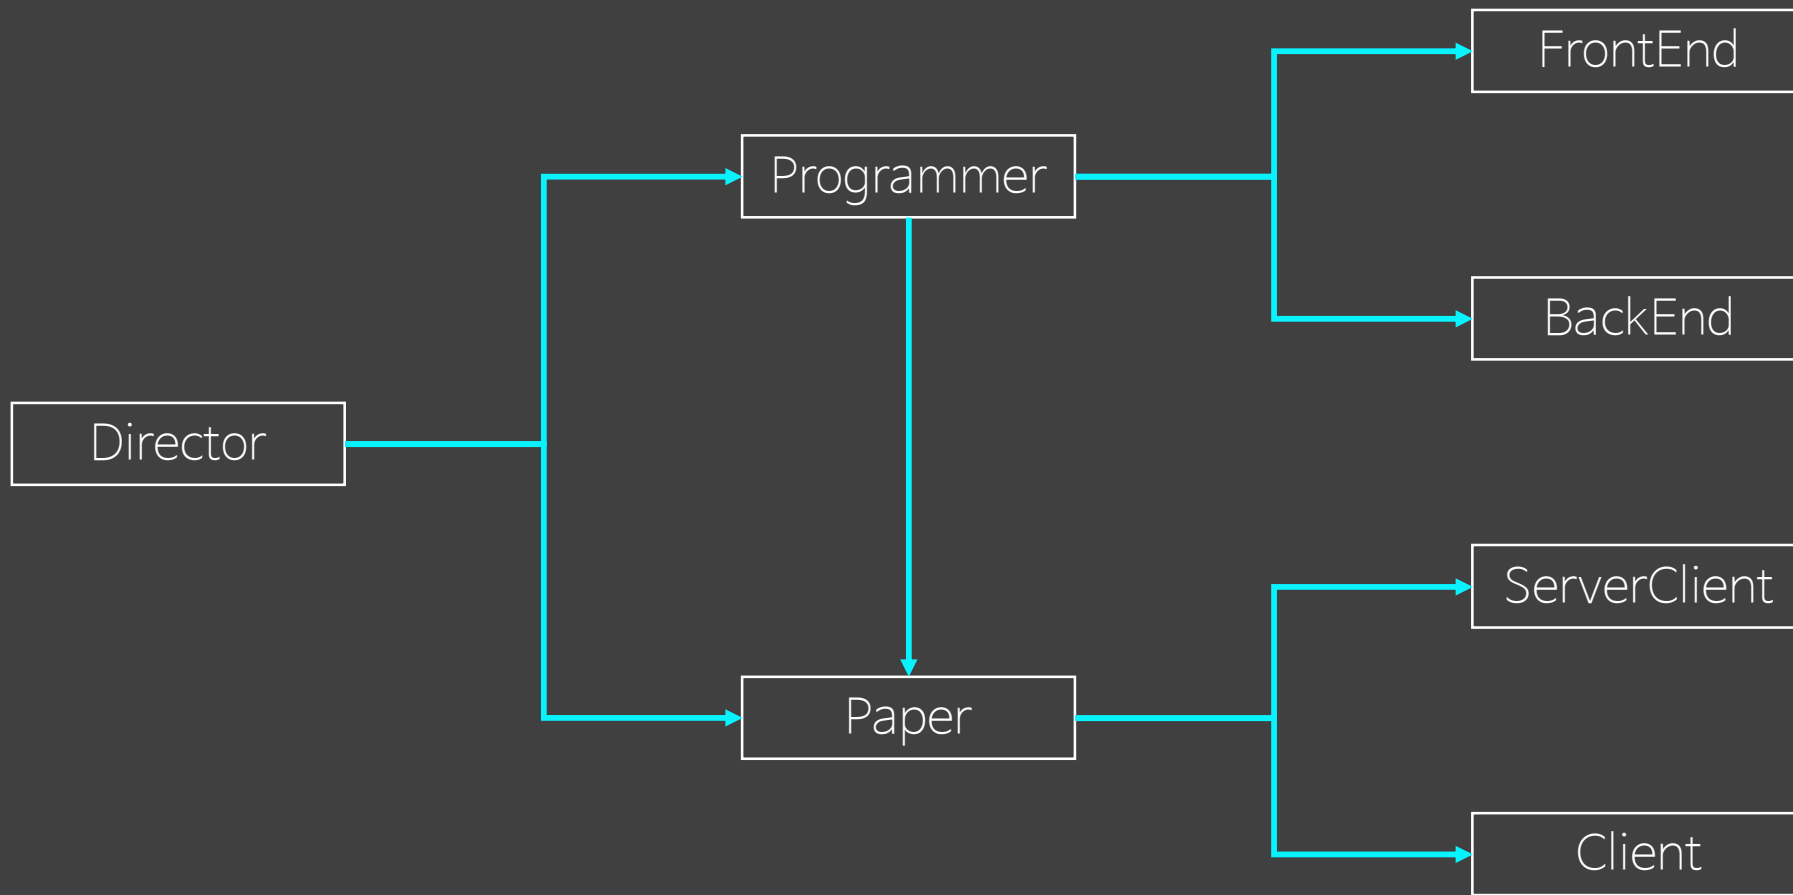 FrontEnd
Programmer
BackEnd
Director
ServerClient
Paper
Client